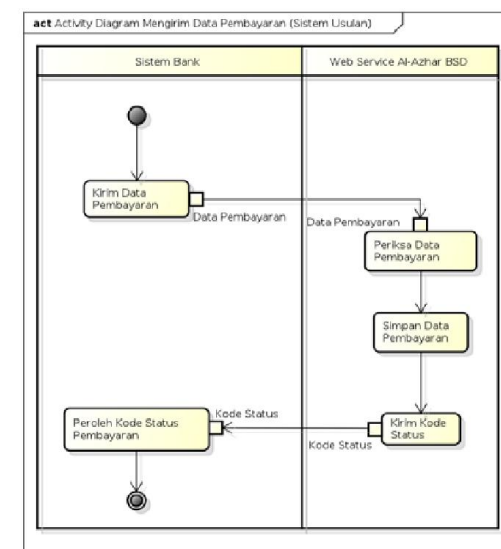 act Activity Diagram Mengirim Data Pembayaran (Sistem Usulan)
Sistem Bank
Web Service Al-Azhar BSD
Kirim Data
Pembayaran
Data Pembayaran
Data Pembayaran
Periksa Data
Pembayaran
Simpan Data
Pembayaran
Peroleh Kode Status
Pembayaran
Kode Status
Kode Status
Kirim Kode
Status